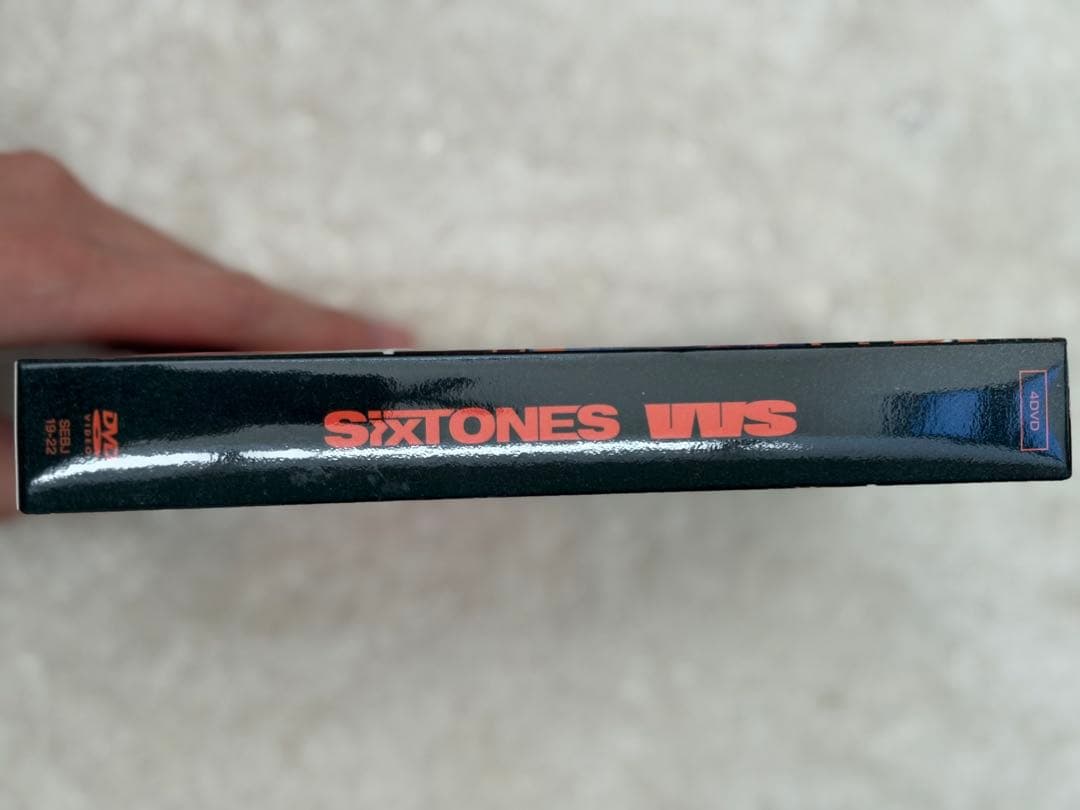 4DVD
SixTONES VVS
DVD
VIDEO
SEBJ
19-22